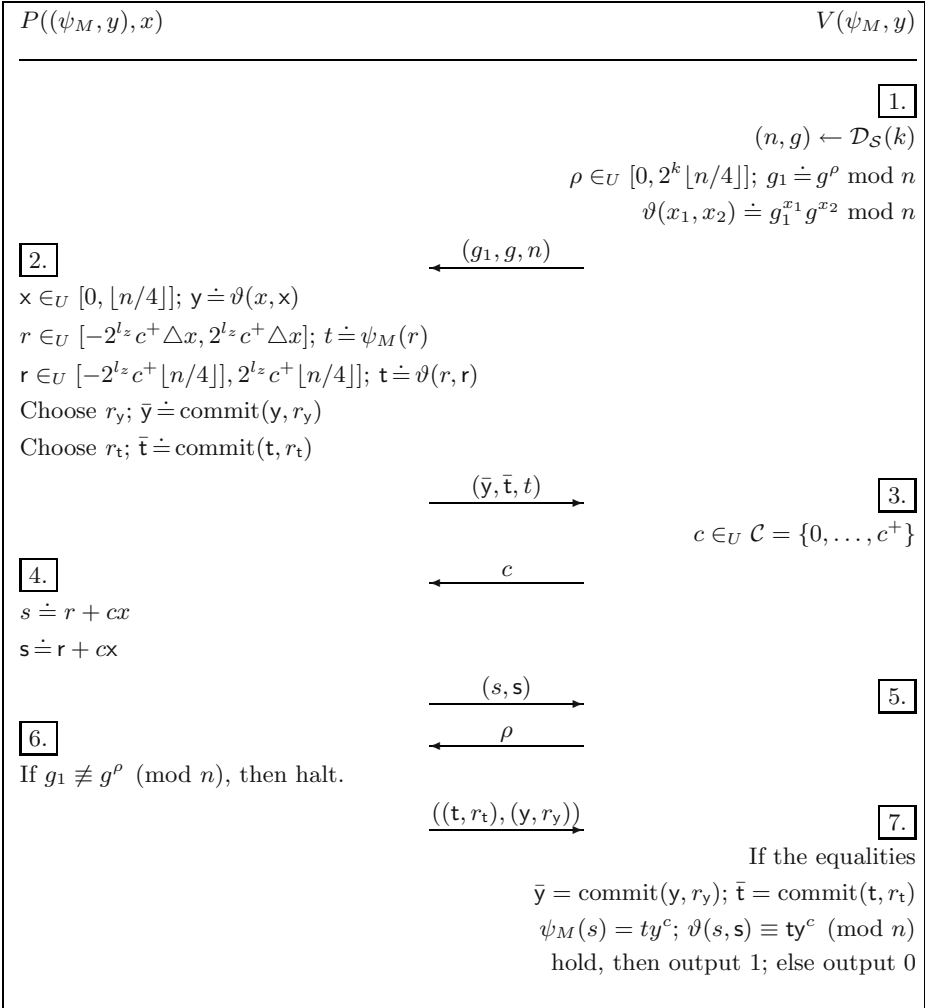 P((ψ_M, y), x) V(ψ_M, y)
1.
(n, g) ← 𝒟_𝒮(k)
ρ ∈_U [0, 2^k⌊n/4⌋]; g_1 ≐ g^ρ mod n
ϑ(x_1, x_2) ≐ g_1^{x_1} g^{x_2} mod n
2. (g_1, g, n)
𝗑 ∈_U [0, ⌊n/4⌋]; 𝗒 ≐ ϑ(x, 𝗑)
r ∈_U [−2^{l_z}c^+△x, 2^{l_z}c^+△x]; t ≐ ψ_M(r)
𝗋 ∈_U [−2^{l_z}c^+⌊n/4⌋], 2^{l_z}c^+⌊n/4⌋]; 𝗍 ≐ ϑ(r, 𝗋)
Choose r_𝗒; 𝗒̄ ≐ commit(𝗒, r_𝗒)
Choose r_𝗍; 𝗍̄ ≐ commit(𝗍, r_𝗍)
(𝗒̄, 𝗍̄, t) 3.
c ∈_U 𝒞 = {0, . . . , c^+}
4. c
s ≐ r + cx
𝗌 ≐ 𝗋 + c𝗑
(s, 𝗌) 5.
6. ρ
If g_1 ≢ g^ρ (mod n), then halt.
((𝗍, r_𝗍), (𝗒, r_𝗒)) 7.
If the equalities
𝗒̄ = commit(𝗒, r_𝗒); 𝗍̄ = commit(𝗍, r_𝗍)
ψ_M(s) = ty^c; ϑ(s, 𝗌) ≡ 𝗍𝗒^c (mod n)
hold, then output 1; else output 0